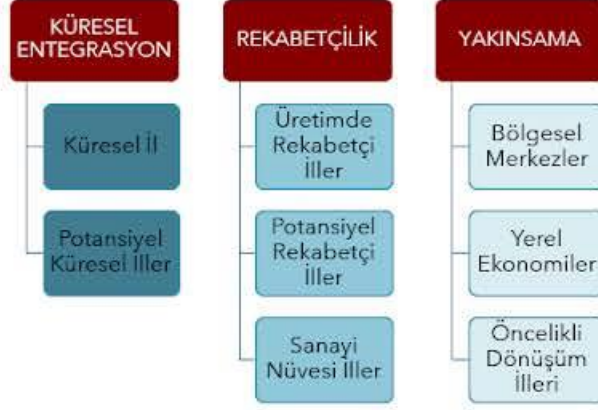 KÜRESEL
ENTEGRASYON
Küresel İl
Potansiyel
Küresel İller
REKABETÇİLİK
Üretimde
Rekabetçi
İller
Potansiyel
Rekabetçi
İller
Sanayi
Nüvesi İller
YAKINSAMA
Bölgesel
Merkezler
Yerel
Ekonomiler
Öncelikli
Dönüşüm
İlleri